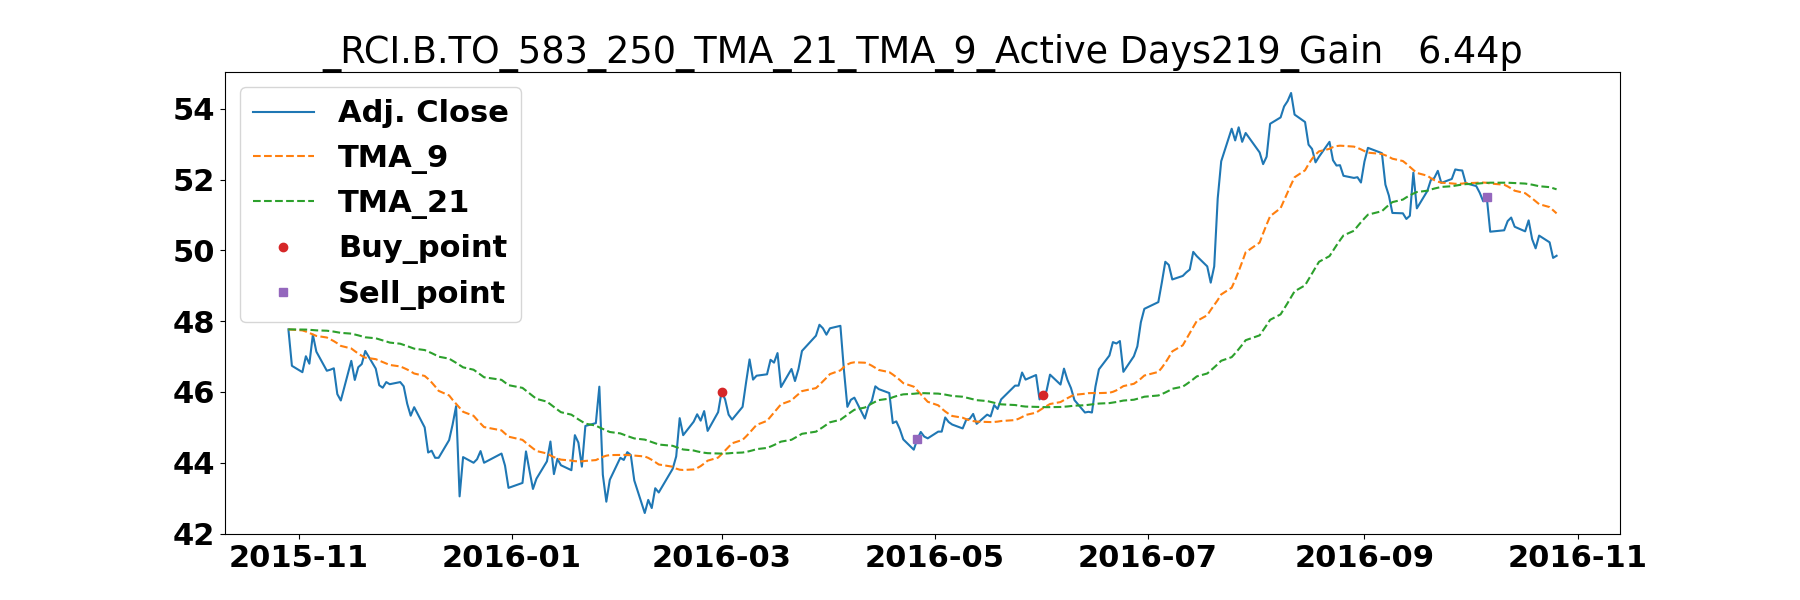 _RCI.B.TO_583_250_TMA_21_TMA_9_Active Days219_Gain   6.44p
54
52
50
48
46
44
42
Adj. Close
TMA_9
TMA_21
Buy_point
Sell_point
2015-11 2016-01 2016-03 2016-05 2016-07 2016-09 2016-11